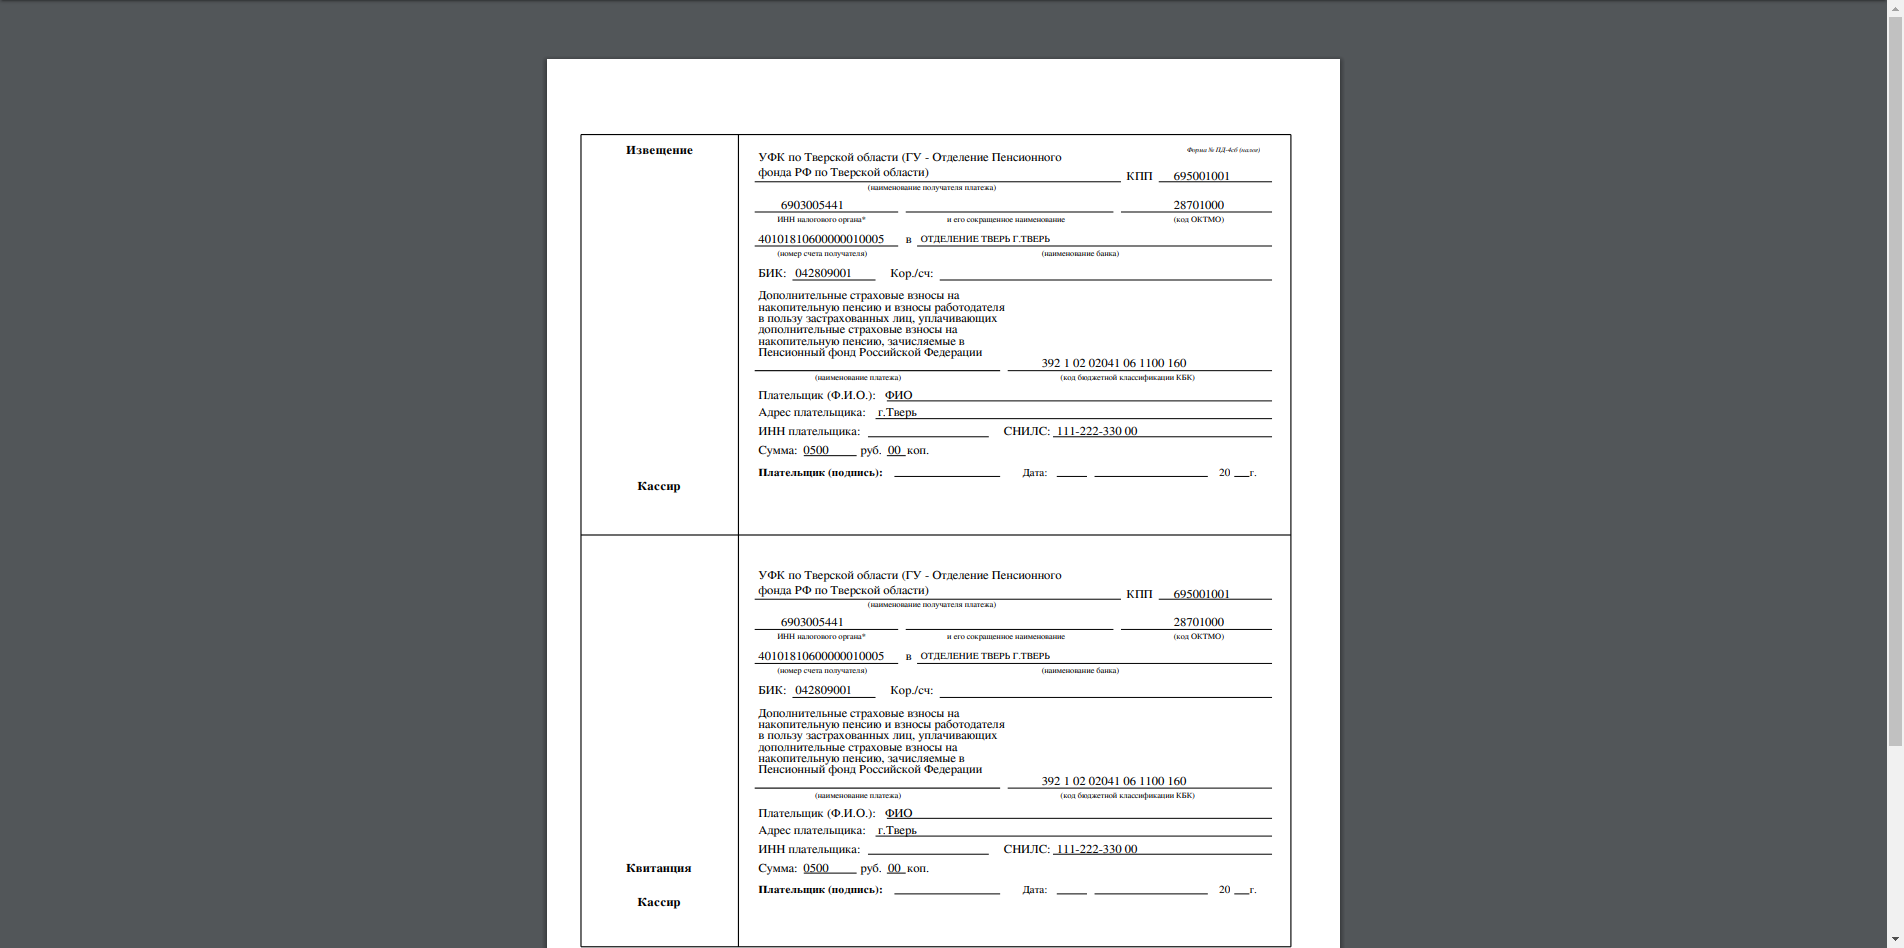 Извещение
Форма № ПД-4сб (налог)
УФК по Тверской области (ГУ - Отделение Пенсионного
фонда РФ по Тверской области)
КПП 695001001
(наименование получателя платежа)
6903005441 28701000
ИНН налогового органа* и его сокращенное наименование (код ОКТМО)
40101810600000010005 в ОТДЕЛЕНИЕ ТВЕРЬ Г.ТВЕРЬ
(номер счета получателя) (наименование банка)
БИК: 042809001 Кор./сч:
Дополнительные страховые взносы на
накопительную пенсию и взносы работодателя
в пользу застрахованных лиц, уплачивающих
дополнительные страховые взносы на
накопительную пенсию, зачисляемые в
Пенсионный фонд Российской Федерации
392 1 02 02041 06 1100 160
(наименование платежа) (код бюджетной классификации КБК)
Плательщик (Ф.И.О.): ФИО
Адрес плательщика: г.Тверь
ИНН плательщика: СНИЛС: 111-222-330 00
Сумма: 0500 руб. 00 коп.
Плательщик (подпись): Дата: 20 г.
Кассир
УФК по Тверской области (ГУ - Отделение Пенсионного
фонда РФ по Тверской области)
КПП 695001001
(наименование получателя платежа)
6903005441 28701000
ИНН налогового органа* и его сокращенное наименование (код ОКТМО)
40101810600000010005 в ОТДЕЛЕНИЕ ТВЕРЬ Г.ТВЕРЬ
(номер счета получателя) (наименование банка)
БИК: 042809001 Кор./сч:
Дополнительные страховые взносы на
накопительную пенсию и взносы работодателя
в пользу застрахованных лиц, уплачивающих
дополнительные страховые взносы на
накопительную пенсию, зачисляемые в
Пенсионный фонд Российской Федерации
392 1 02 02041 06 1100 160
(наименование платежа) (код бюджетной классификации КБК)
Плательщик (Ф.И.О.): ФИО
Адрес плательщика: г.Тверь
ИНН плательщика: СНИЛС: 111-222-330 00
Сумма: 0500 руб. 00 коп.
Квитанция
Плательщик (подпись): Дата: 20 г.
Кассир